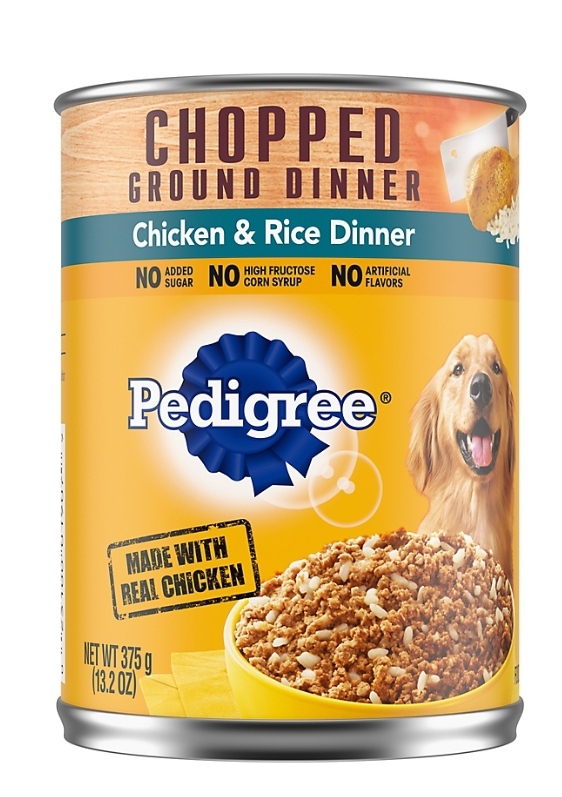 CHOPPED
GROUND DINNER
Chicken & Rice Dinner
NO ADDED SUGAR NO HIGH FRUCTOSE CORN SYRUP NO ARTIFICIAL FLAVORS
Pedigree®
MADE WITH
REAL CHICKEN
NET WT 375 g
(13.2 OZ)